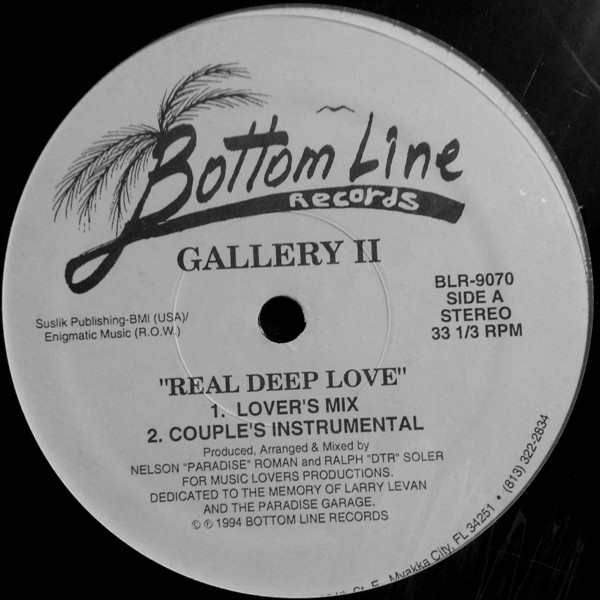 Bottom Line
Records
GALLERY II
BLR-9070
SIDE A
STEREO
33 1/3 RPM
Suslik Publishing-BMI (USA)/
Enigmatic Music (R.O.W.)
"REAL DEEP LOVE"
1. LOVER'S MIX
2. COUPLE'S INSTRUMENTAL
Produced, Arranged & Mixed by
NELSON "PARADISE" ROMAN and RALPH "DTR" SOLER
FOR MUSIC LOVERS PRODUCTIONS.
DEDICATED TO THE MEMORY OF LARRY LEVAN
AND THE PARADISE GARAGE.
© ℗ 1994 BOTTOM LINE RECORDS
E., Myakka City, FL 34251 • (813) 322-2834